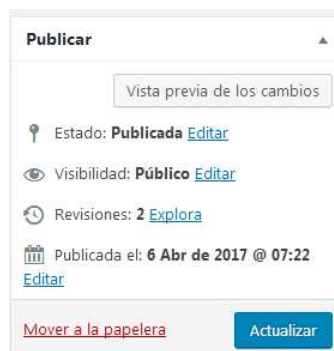 Publicar
Vista previa de los cambios
Estado: Publicada Editar
Visibilidad: Público Editar
Revisiones: 2 Explora
Publicada el: 6 Abr de 2017 @ 07:22
Editar
Mover a la papelera Actualizar